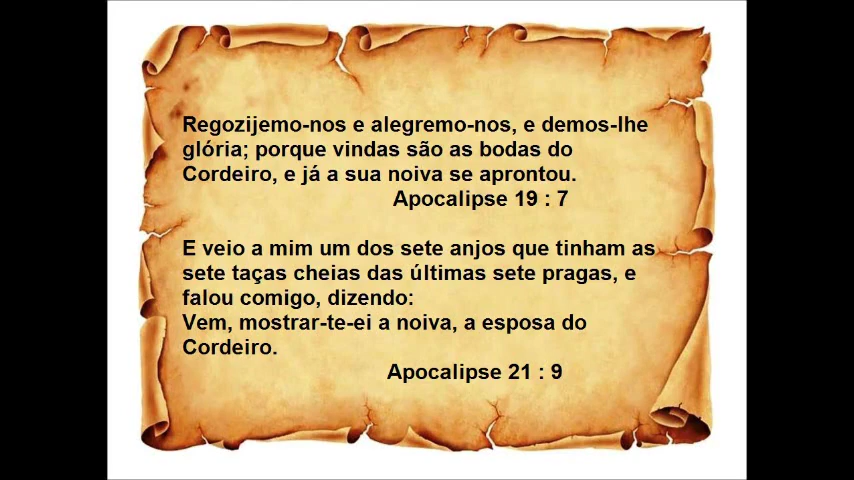 Regozijemo-nos e alegremo-nos, e demos-lhe
glória; porque vindas são as bodas do
Cordeiro, e já a sua noiva se aprontou.
Apocalipse 19 : 7
E veio a mim um dos sete anjos que tinham as
sete taças cheias das últimas sete pragas, e
falou comigo, dizendo:
Vem, mostrar-te-ei a noiva, a esposa do
Cordeiro.
Apocalipse 21 : 9